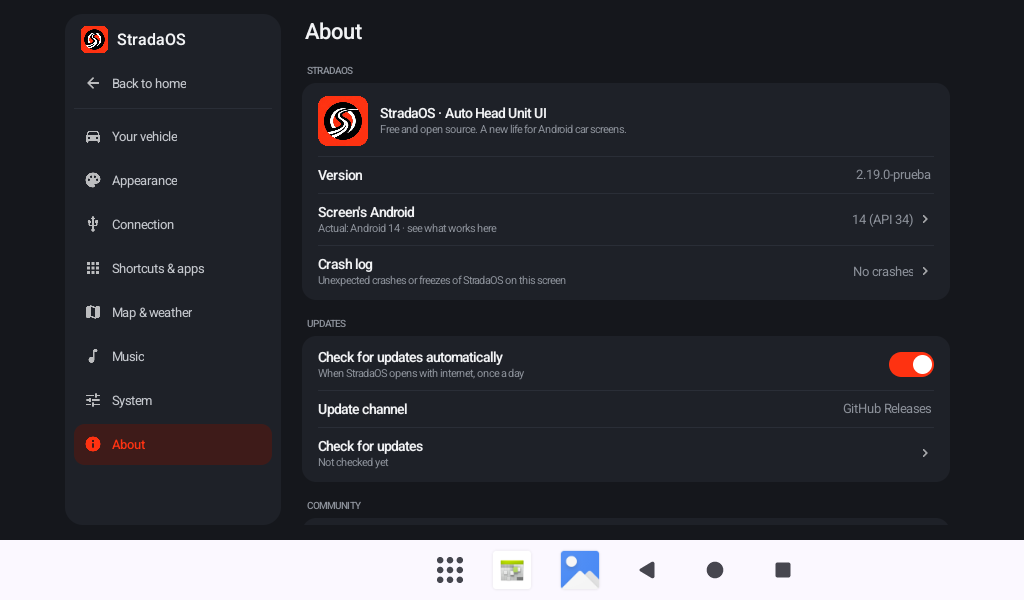 StradaOS
Back to home
Your vehicle
Appearance
Connection
Shortcuts & apps
Map & weather
Music
System
About
About
STRADAOS
StradaOS · Auto Head Unit UI
Free and open source. A new life for Android car screens.
Version
2.19.0-prueba
Screen's Android
Actual: Android 14 · see what works here
14 (API 34)
Crash log
Unexpected crashes or freezes of StradaOS on this screen
No crashes
UPDATES
Check for updates automatically
When StradaOS opens with internet, once a day
Update channel
GitHub Releases
Check for updates
Not checked yet
COMMUNITY